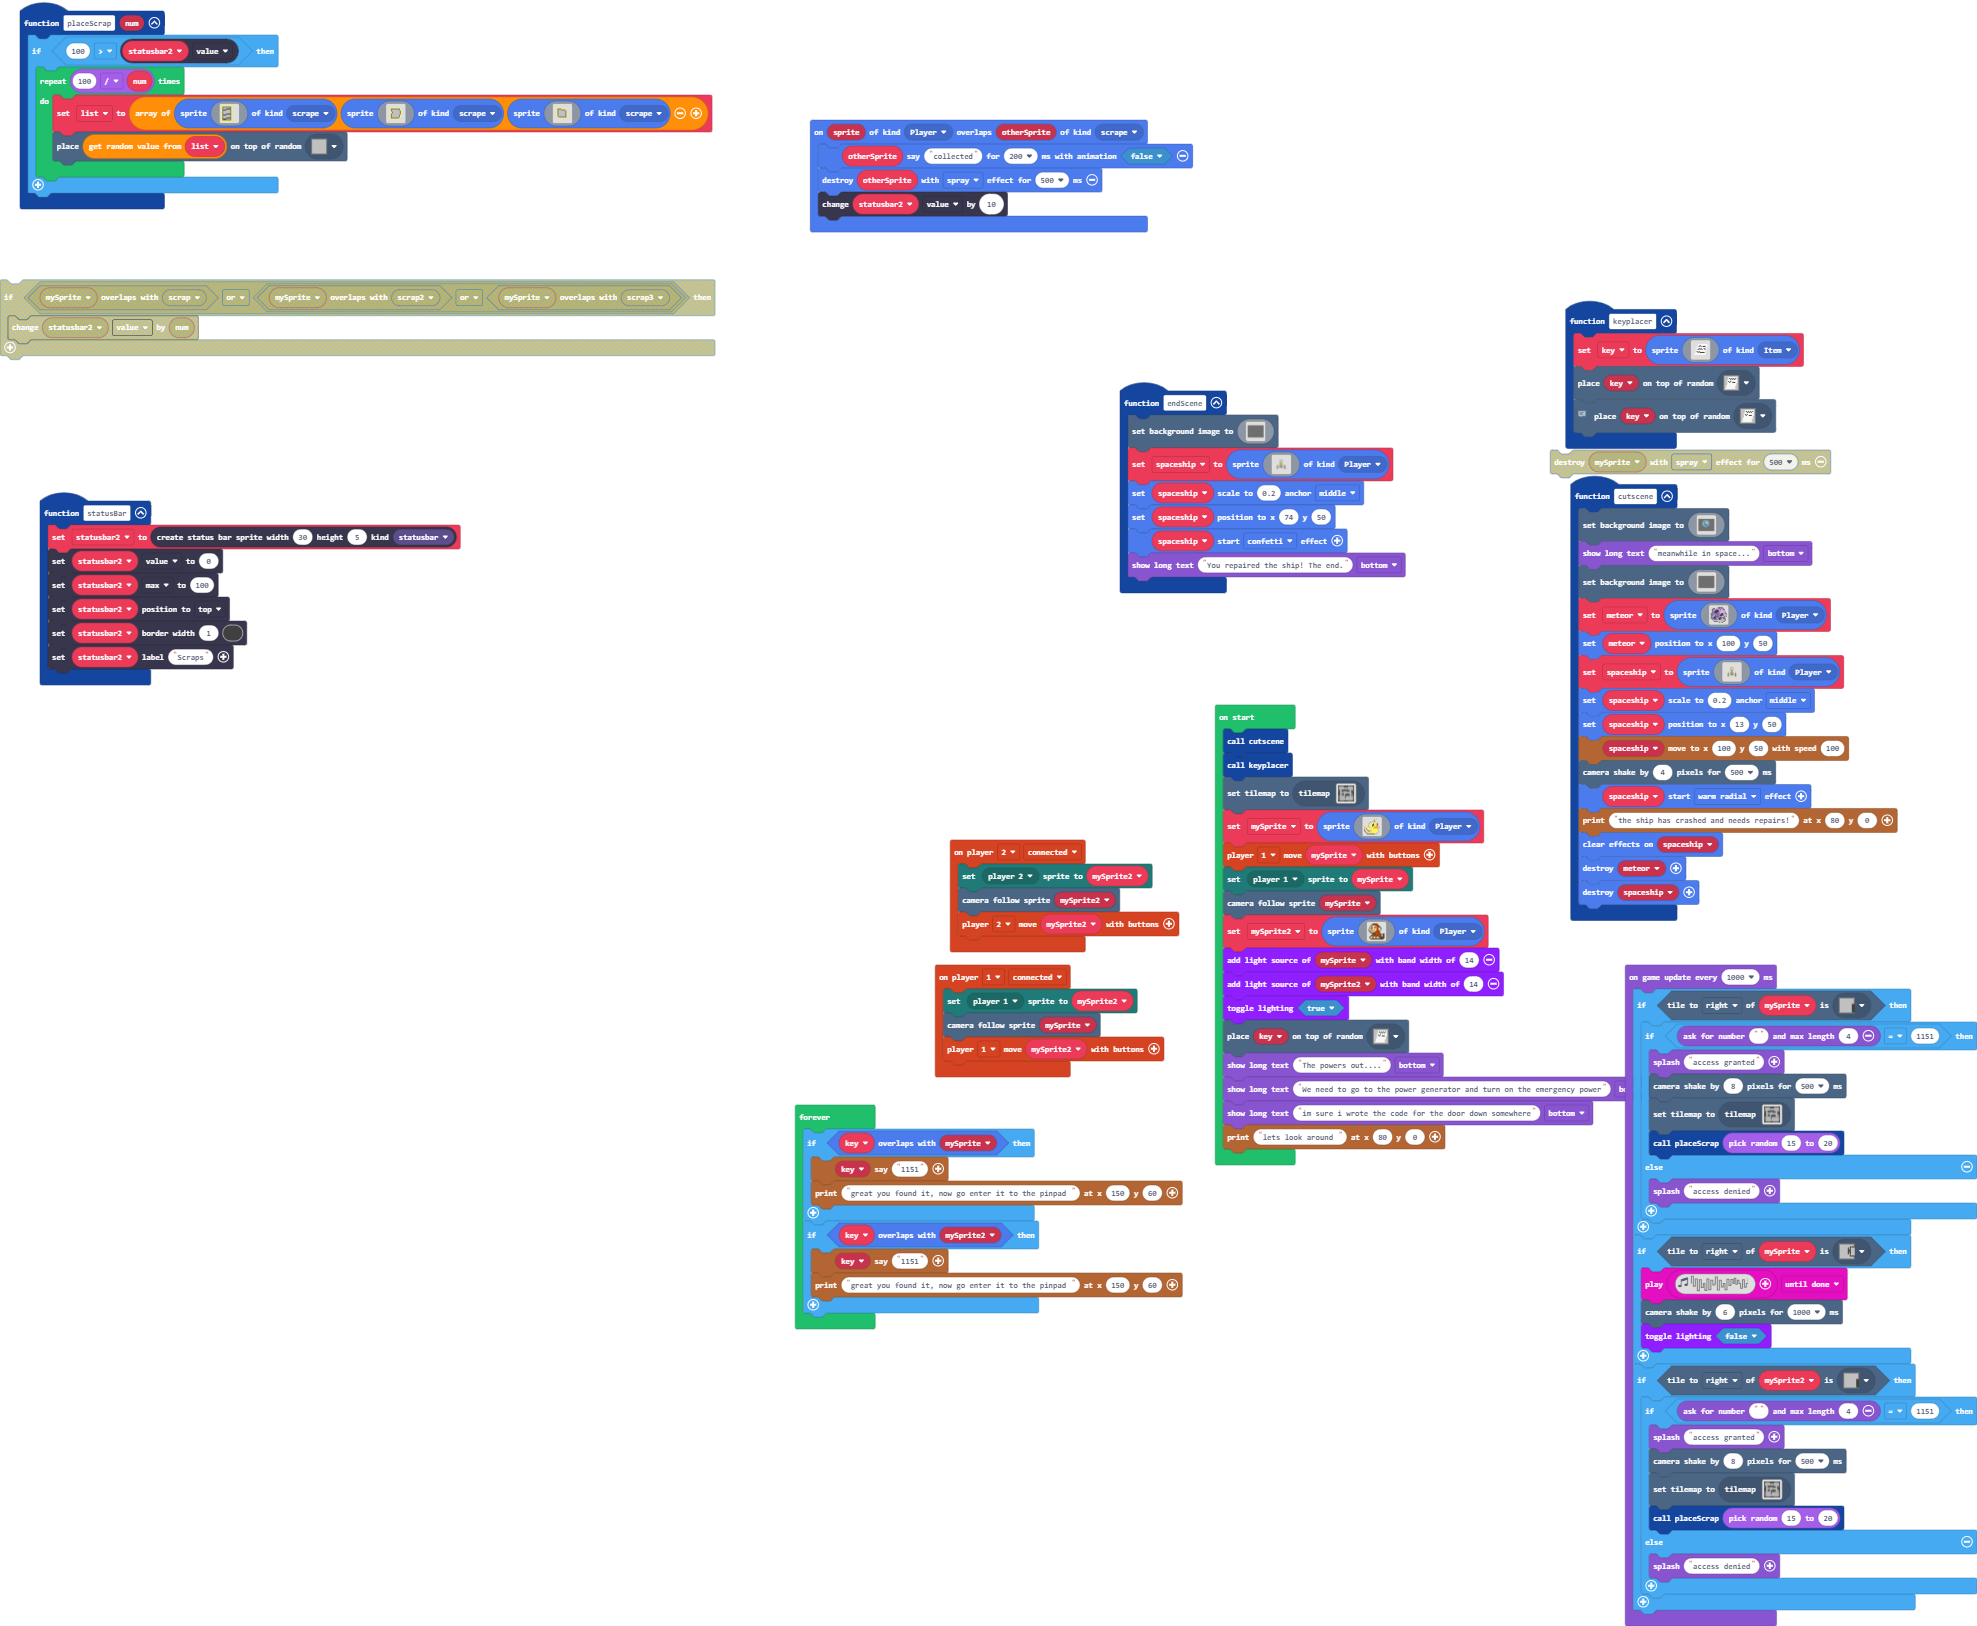 function placeScrap num
if 100 > statusbar2 value then
repeat 100 / num times
do
set list to array of sprite of kind scrape sprite of kind scrape sprite of kind scrape
place get random value from list on top of random
on sprite of kind Player overlaps otherSprite of kind scrape
otherSprite say "collected" for 200 ms with animation false
destroy otherSprite with spray effect for 500 ms
change statusbar2 value by 10
if mySprite overlaps with scrap or mySprite overlaps with scrap2 or mySprite overlaps with scrap3 then
change statusbar2 value by num
function keyplacer
set key to sprite of kind Item
place key on top of random
place key on top of random
destroy mySprite with spray effect for 500 ms
function endScene
set background image to
set spaceship to sprite of kind Player
set spaceship scale to 0.2 anchor middle
set spaceship position to x 74 y 50
spaceship start confetti effect
show long text "You repaired the ship! The end." bottom
function statusBar
set statusbar2 to create status bar sprite width 30 height 5 kind statusbar
set statusbar2 value to 0
set statusbar2 max to 100
set statusbar2 position to top
set statusbar2 border width 1
set statusbar2 label "Scraps"
function cutscene
set background image to
show long text "meanwhile in space..." bottom
set background image to
set meteor to sprite of kind Player
set meteor position to x 100 y 50
set spaceship to sprite of kind Player
set spaceship scale to 0.2 anchor middle
set spaceship position to x 13 y 50
spaceship move to x 100 y 50 with speed 100
camera shake by 4 pixels for 500 ms
spaceship start warm radial effect
print "the ship has crashed and needs repairs!" at x 80 y 0
clear effects on spaceship
destroy meteor
destroy spaceship
on start
call cutscene
call keyplacer
set tilemap to tilemap
set mySprite to sprite of kind Player
player 1 move mySprite with buttons
set player 1 sprite to mySprite
camera follow sprite mySprite
set mySprite2 to sprite of kind Player
add light source of mySprite with band width of 14
add light source of mySprite2 with band width of 14
toggle lighting true
place key on top of random
show long text "The powers out...." bottom
show long text "We need to go to the power generator and turn on the emergency power" bo
show long text "im sure i wrote the code for the door down somewhere" bottom
print "lets look around " at x 80 y 0
on player 2 connected
set player 2 sprite to mySprite2
camera follow sprite mySprite2
player 2 move mySprite2 with buttons
on player 1 connected
set player 1 sprite to mySprite2
camera follow sprite mySprite
player 1 move mySprite2 with buttons
forever
if key overlaps with mySprite then
key say "1151"
print "great you found it, now go enter it to the pinpad " at x 150 y 60
if key overlaps with mySprite2 then
key say "1151"
print "great you found it, now go enter it to the pinpad " at x 150 y 60
on game update every 1000 ms
if tile to right of mySprite is then
if ask for number "" and max length 4 = 1151 then
splash "access granted"
camera shake by 8 pixels for 500 ms
set tilemap to tilemap
call placeScrap pick random 15 to 20
else
splash "access denied"
if tile to right of mySprite is then
play until done
camera shake by 6 pixels for 1000 ms
toggle lighting false
if tile to right of mySprite2 is then
if ask for number "" and max length 4 = 1151 then
splash "access granted"
camera shake by 8 pixels for 500 ms
set tilemap to tilemap
call placeScrap pick random 15 to 20
else
splash "access denied"